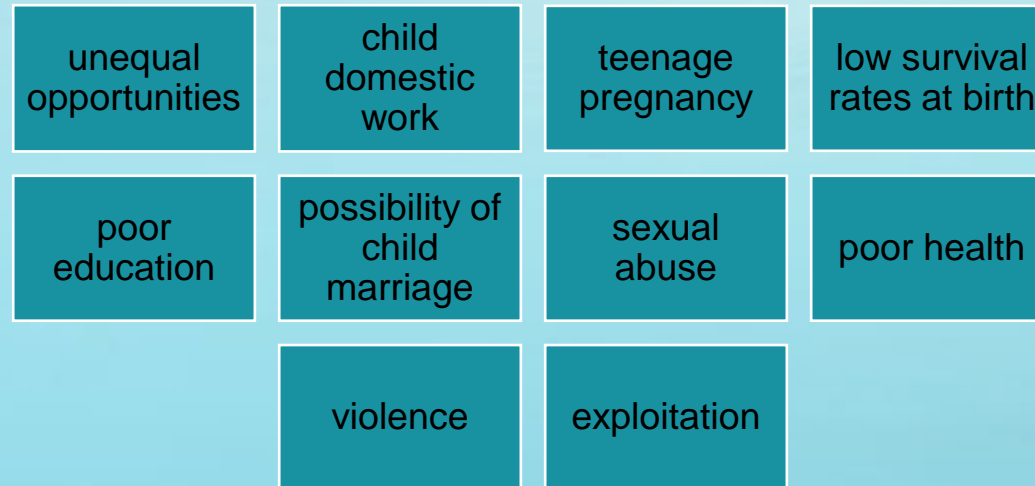 unequal
opportunities
child
domestic
work
teenage
pregnancy
low survival
rates at birth
poor
education
possibility of
child
marriage
sexual
abuse
poor health
violence
exploitation